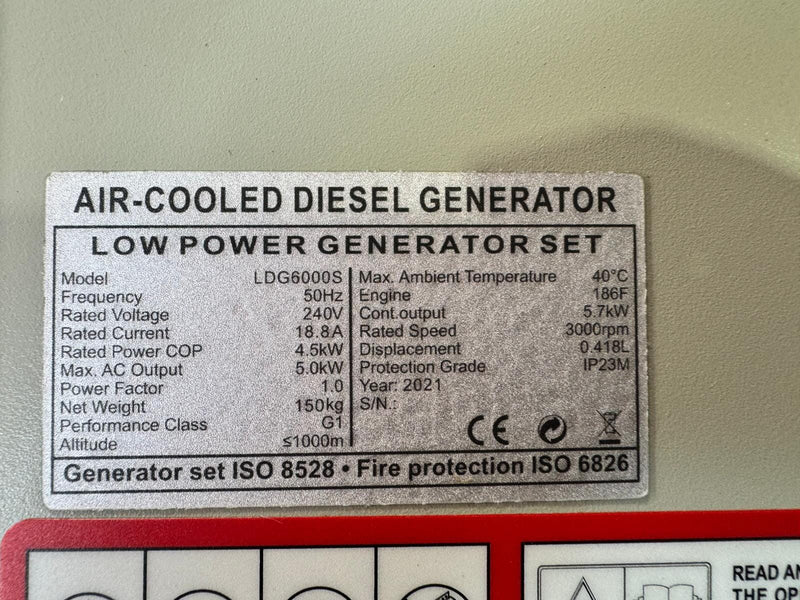 AIR-COOLED DIESEL GENERATOR
LOW POWER GENERATOR SET
Model LDG6000S
Frequency 50Hz
Rated Voltage 240V
Rated Current 18.8A
Rated Power COP 4.5kW
Max. AC Output 5.0kW
Power Factor 1.0
Net Weight 150kg
Performance Class G1
Altitude ≤1000m
Max. Ambient Temperature 40°C
Engine 186F
Cont.output 5.7kW
Rated Speed 3000rpm
Displacement 0.418L
Protection Grade IP23M
Year: 2021
S/N.:
CE
Generator set ISO 8528 • Fire protection ISO 6826
READ AN
THE OP